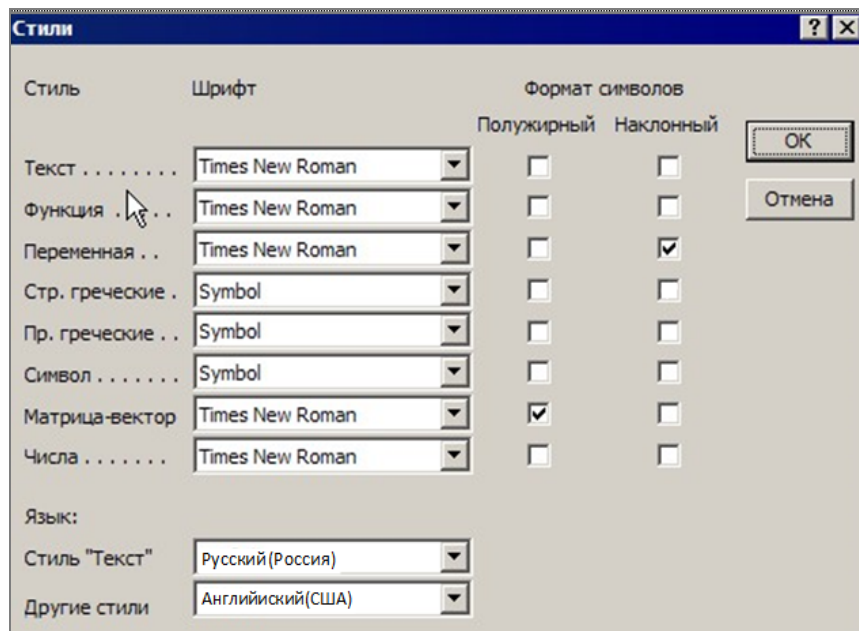 Стили
Стиль Шрифт Формат символов
Полужирный Наклонный
OK
Текст . . . . . . . . Times New Roman
Отмена
Функция . . . . Times New Roman
Переменная . . Times New Roman
Стр. греческие . Symbol
Пр. греческие . . Symbol
Символ . . . . . . . Symbol
Матрица-вектор Times New Roman
Числа . . . . . . . Times New Roman
Язык:
Стиль "Текст" Русский(Россия)
Другие стили Англиийский(США)